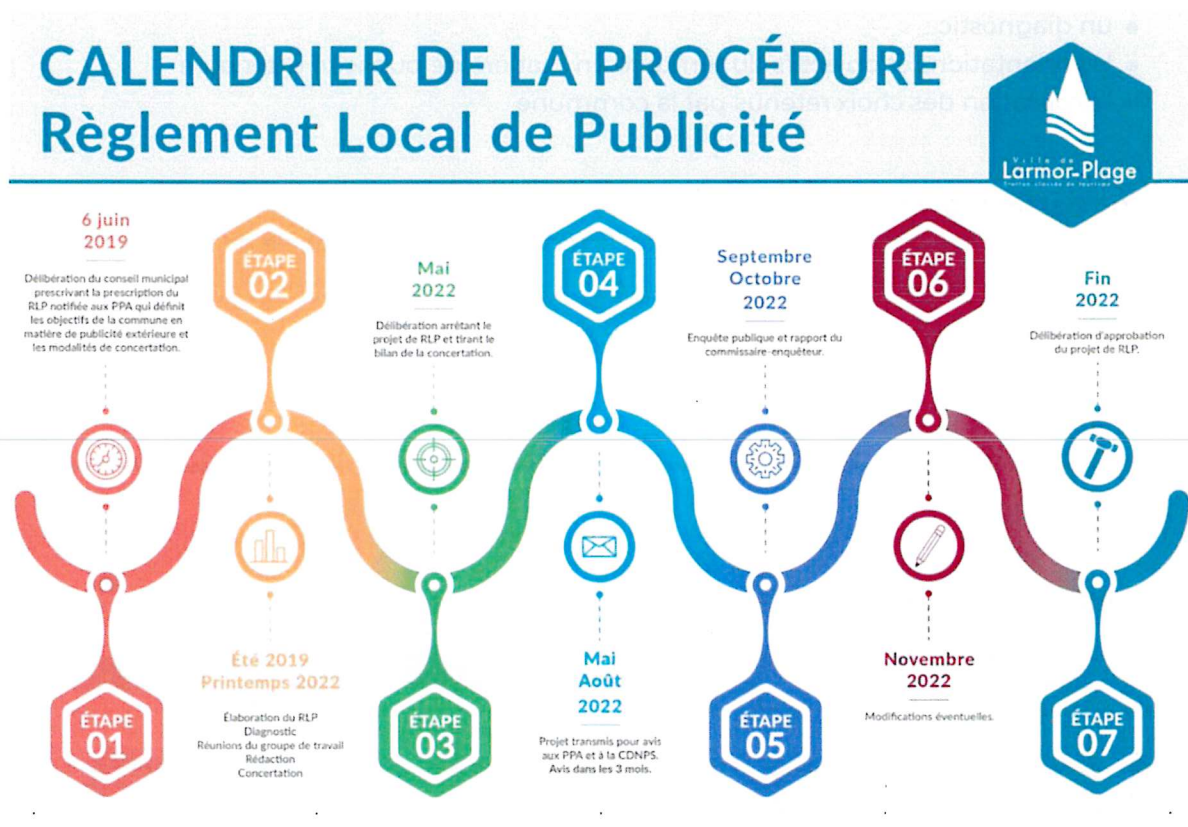 CALENDRIER DE LA PROCÉDURE
Règlement Local de Publicité
Ville de
Larmor-Plage
Station classée de tourisme
6 juin
2019
Délibération du conseil municipal
prescrivant la prescription du
RLP notifiée aux PPA qui définit
les objectifs de la commune en
matière de publicité extérieure et
les modalités de concertation.
ÉTAPE
01
ÉTAPE
02
Été 2019
Printemps 2022
Élaboration du RLP
Diagnostic
Réunions du groupe de travail
Rédaction
Concertation
Mai
2022
Délibération arrêtant le
projet de RLP et tirant le
bilan de la concertation.
ÉTAPE
03
ÉTAPE
04
Mai
Août
2022
Projet transmis pour avis
aux PPA et à la CDNPS.
Avis dans les 3 mois.
Septembre
Octobre
2022
Enquête publique et rapport du
commissaire-enquêteur.
ÉTAPE
05
ÉTAPE
06
Novembre
2022
Modifications éventuelles.
Fin
2022
Délibération d'approbation
du projet de RLP.
ÉTAPE
07